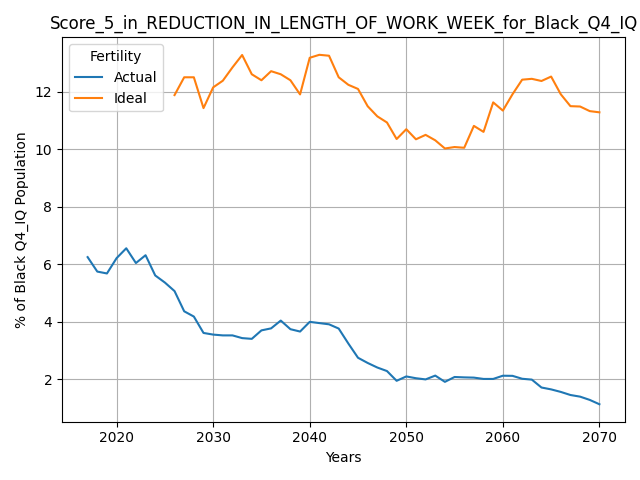 Score_5_in_REDUCTION_IN_LENGTH_OF_WORK_WEEK_for_Black_Q4_IQ
Fertility
Actual
Ideal
% of Black Q4_IQ Population
12
10
8
6
4
2
2020
2030
2040
2050
2060
2070
Years